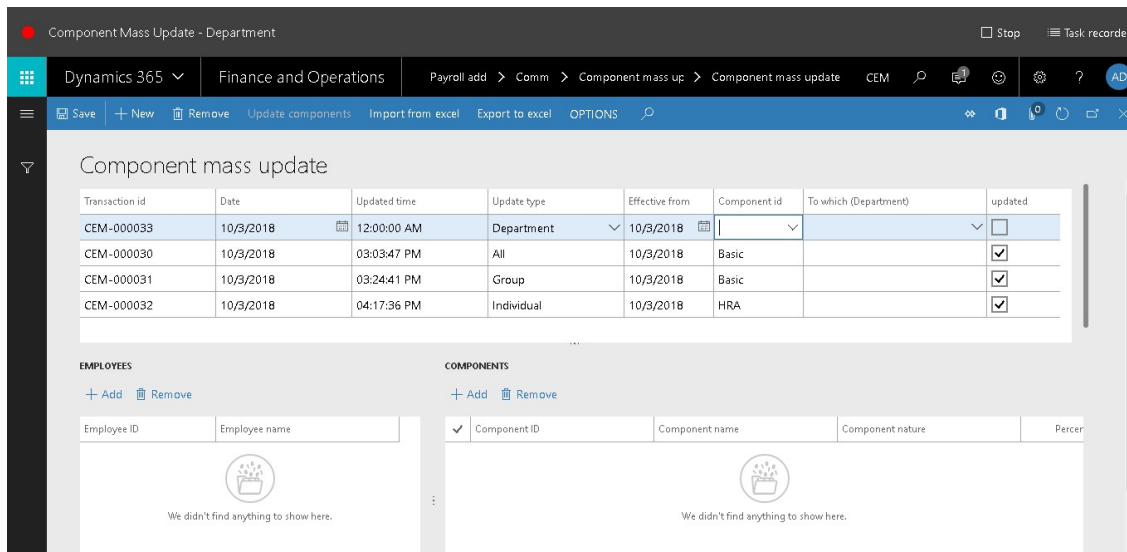 Component Mass Update - Department
Stop
Task recorde
Dynamics 365
Finance and Operations
Payroll add > Comm > Component mass up > Component mass update
CEM
1
?
AD
Save
+ New
Remove
Update components
Import from excel
Export to excel
OPTIONS
0
Component mass update
Transaction id Date Updated time Update type Effective from Component id To which (Department) updated
CEM-000033 10/3/2018 12:00:00 AM Department 10/3/2018
CEM-000030 10/3/2018 03:03:47 PM All 10/3/2018 Basic
CEM-000031 10/3/2018 03:24:41 PM Group 10/3/2018 Basic
CEM-000032 10/3/2018 04:17:36 PM Individual 10/3/2018 HRA
EMPLOYEES
+ Add Remove
Employee ID Employee name
We didn't find anything to show here.
COMPONENTS
+ Add Remove
Component ID Component name Component nature Percer
We didn't find anything to show here.